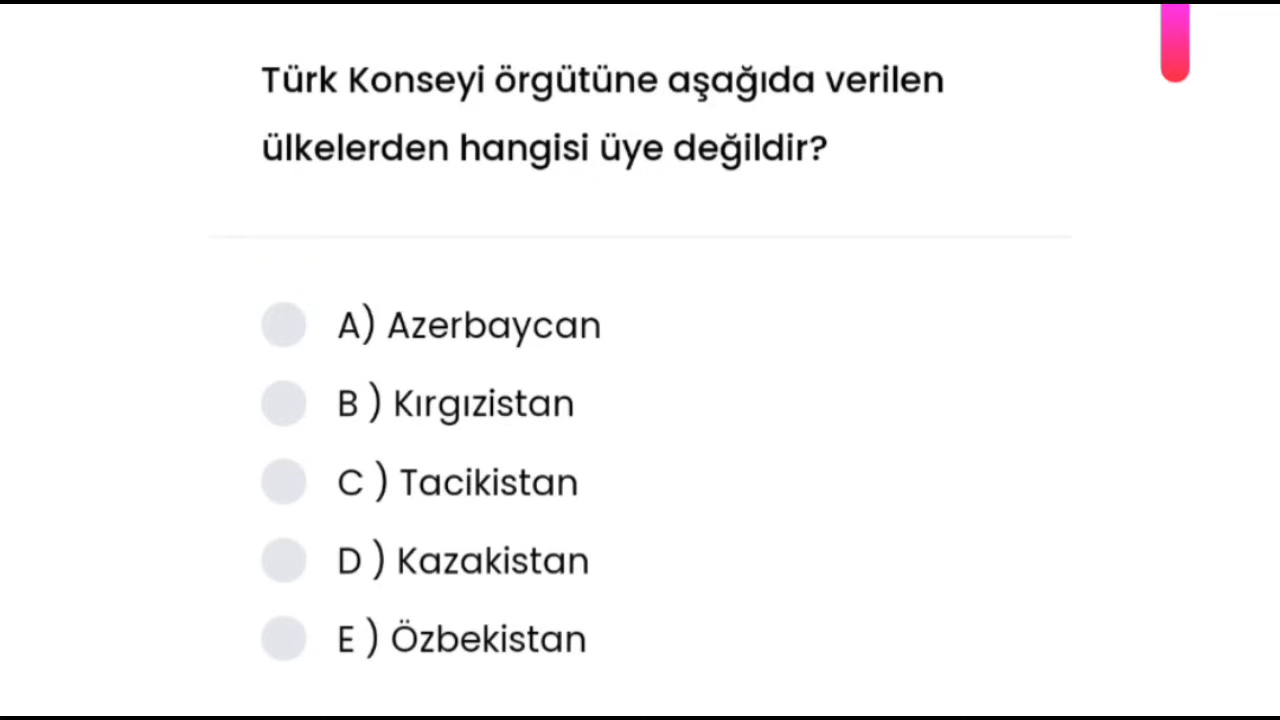 Türk Konseyi örgütüne aşağıda verilen
ülkelerden hangisi üye değildir?
A) Azerbaycan
B ) Kırgızistan
C ) Tacikistan
D ) Kazakistan
E ) Özbekistan